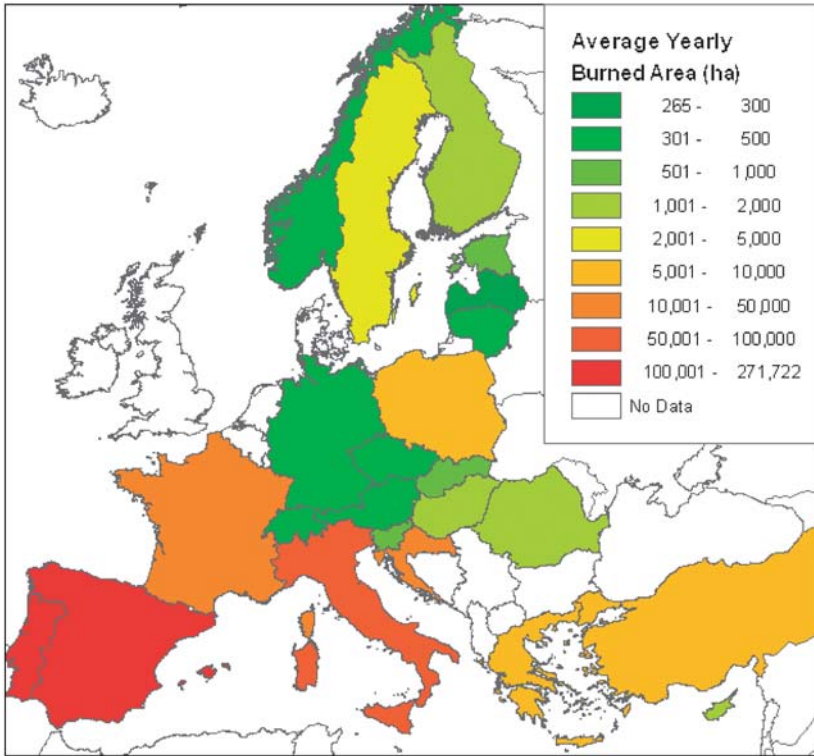 Average Yearly
Burned Area (ha)
265 - 300
301 - 500
501 - 1,000
1,001 - 2,000
2,001 - 5,000
5,001 - 10,000
10,001 - 50,000
50,001 - 100,000
100,001 - 271,722
No Data